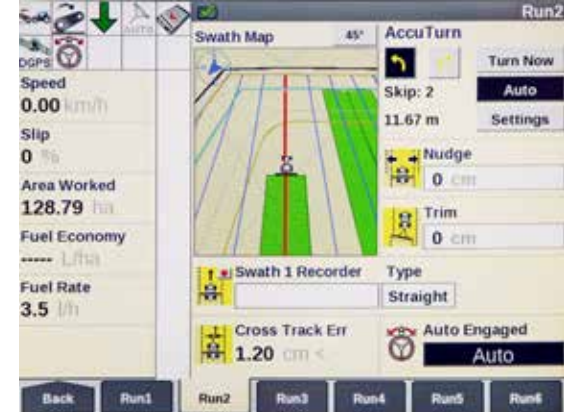 Run2
AUTO
DGPS
Speed
0.00 km/h
Slip
0 %
Area Worked
128.79 ha
Fuel Economy
----- L/ha
Fuel Rate
3.5 l/h
Swath Map
45°
AccuTurn
Turn Now
Skip: 2
Auto
11.67 m
Settings
Nudge
0 cm
Trim
0 cm
Swath 1 Recorder
Type
Straight
Cross Track Err
1.20 cm <
Auto Engaged
Auto
Back
Run1
Run2
Run3
Run4
Run5
Run6